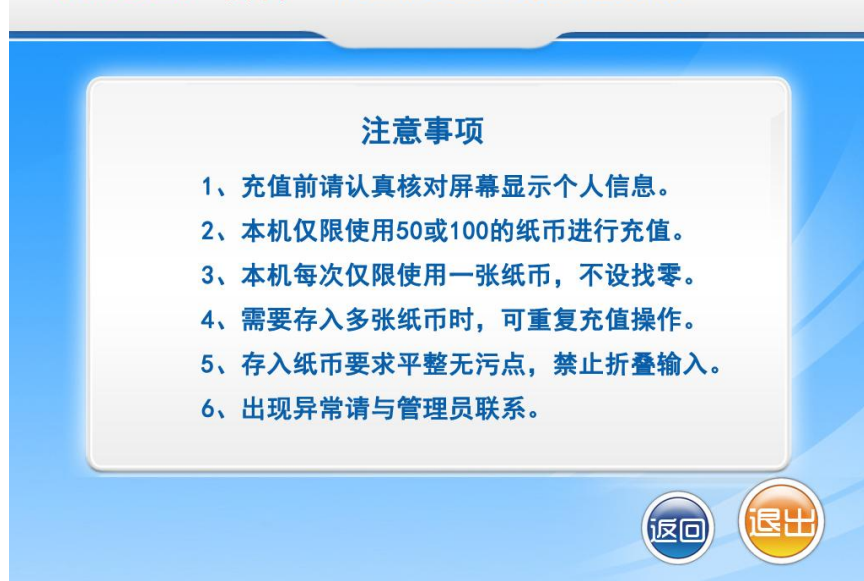 注意事项
1、充值前请认真核对屏幕显示个人信息。
2、本机仅限使用50或100的纸币进行充值。
3、本机每次仅限使用一张纸币，不设找零。
4、需要存入多张纸币时，可重复充值操作。
5、存入纸币要求平整无污点，禁止折叠输入。
6、出现异常请与管理员联系。
返回
退出